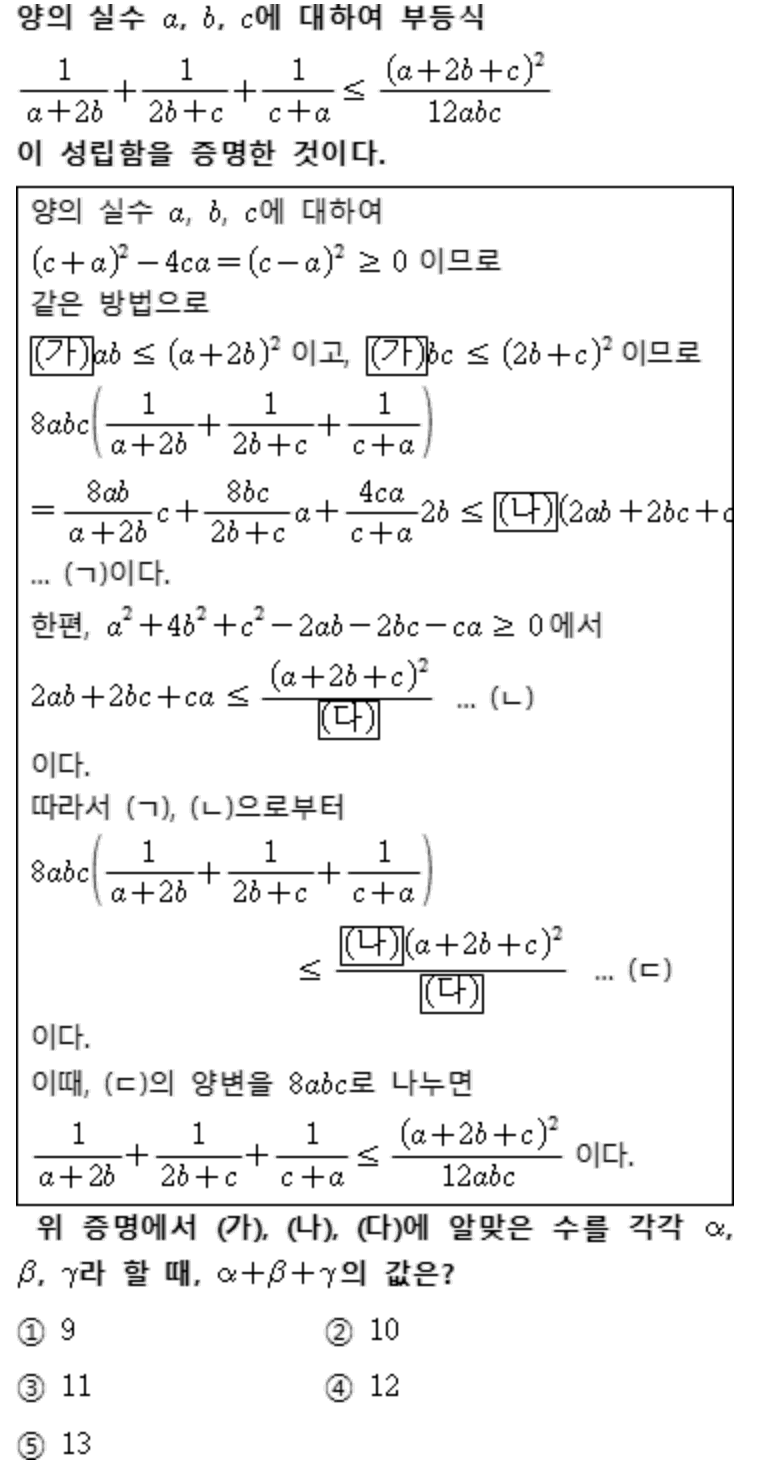 양의 실수 a, b, c에 대하여 부등식
1/(a+2b) + 1/(2b+c) + 1/(c+a) ≤ (a+2b+c)²/(12abc)
이 성립함을 증명한 것이다.
양의 실수 a, b, c에 대하여
(c+a)² − 4ca = (c−a)² ≥ 0 이므로
같은 방법으로
(가)ab ≤ (a+2b)² 이고, (가)bc ≤ (2b+c)² 이므로
8abc(1/(a+2b) + 1/(2b+c) + 1/(c+a))
= 8ab/(a+2b) c + 8bc/(2b+c) a + 4ca/(c+a) 2b ≤ (나)(2ab+2bc+
... (ㄱ)이다.
한편, a²+4b²+c²−2ab−2bc−ca ≥ 0 에서
2ab+2bc+ca ≤ (a+2b+c)²/(다) ... (ㄴ)
이다.
따라서 (ㄱ), (ㄴ)으로부터
8abc(1/(a+2b) + 1/(2b+c) + 1/(c+a))
≤ (나)(a+2b+c)²/(다) ... (ㄷ)
이다.
이때, (ㄷ)의 양변을 8abc로 나누면
1/(a+2b) + 1/(2b+c) + 1/(c+a) ≤ (a+2b+c)²/(12abc) 이다.
위 증명에서 (가), (나), (다)에 알맞은 수를 각각 α,
β, γ라 할 때, α+β+γ의 값은?
① 9 ② 10
③ 11 ④ 12
⑤ 13